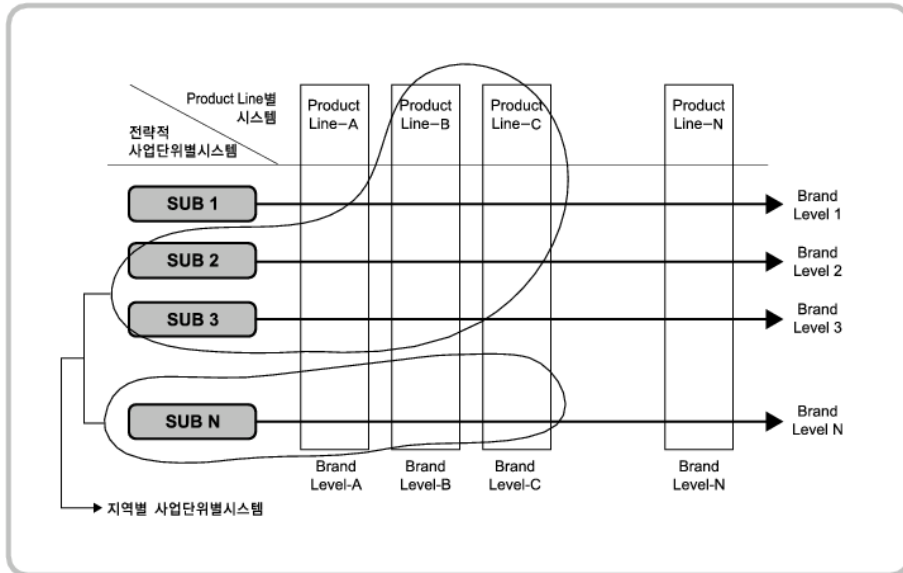 Product Line별
시스템
전략적
사업단위별시스템
Product
Line–A
Product
Line–B
Product
Line–C
Product
Line–N
SUB 1
Brand
Level 1
SUB 2
Brand
Level 2
SUB 3
Brand
Level 3
SUB N
Brand
Level N
Brand
Level-A
Brand
Level-B
Brand
Level-C
Brand
Level-N
지역별 사업단위별시스템